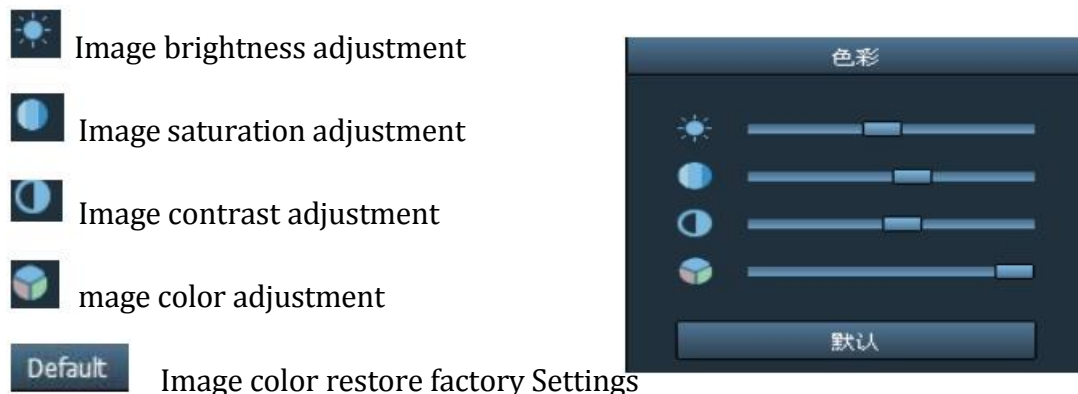 Image brightness adjustment
Image saturation adjustment
Image contrast adjustment
mage color adjustment
Default Image color restore factory Settings
色彩
默认